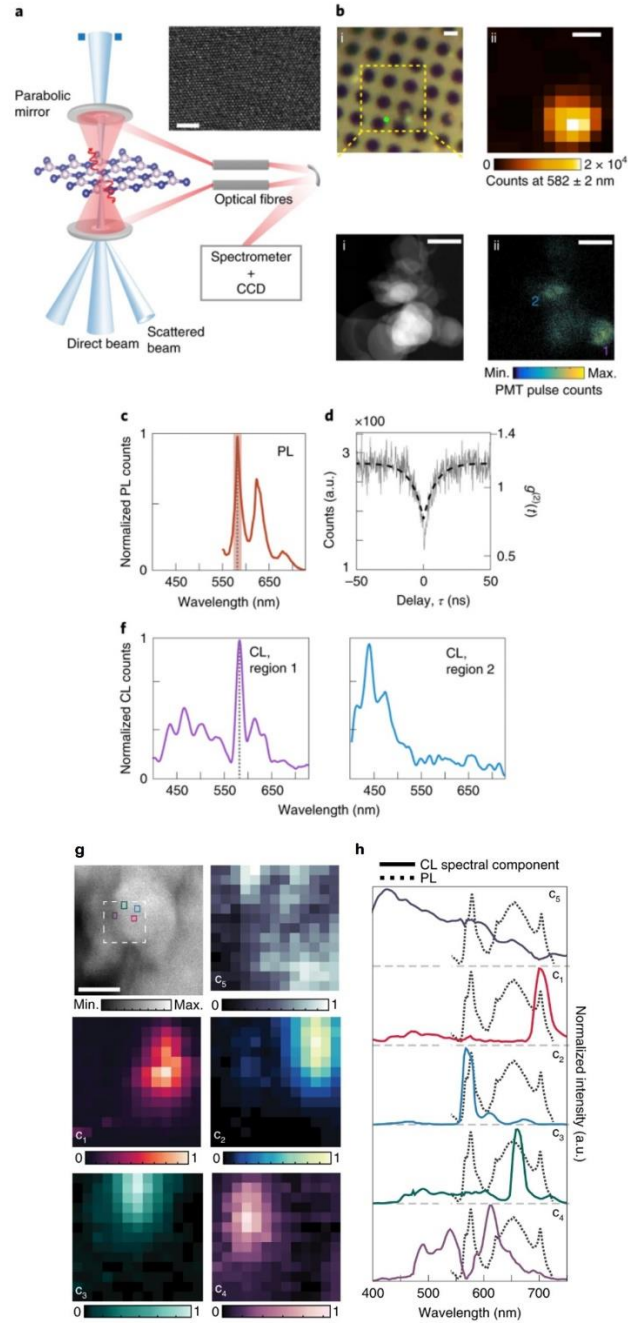 a
Parabolic
mirror
Optical fibres
Spectrometer
+
CCD
Direct beam
Scattered
beam
b
i
ii
0 2 × 10⁴
Counts at 582 ± 2 nm
i
ii
2
1
Min. Max.
PMT pulse counts
c
Normalized PL counts
1
0
PL
450 550 650
Wavelength (nm)
d
×100
Counts (a.u.)
3
1
1.4
1.1
0.8
0.5
g⁽²⁾(t)
−50 0 50
Delay, τ (ns)
f
Normalized CL counts
1
0
CL,
region 1
450 550 650
CL,
region 2
450 550 650
Wavelength (nm)
g
Min. Max.
c₅
0 1
c₁
0 1
c₂
0 1
c₃
0 1
c₄
0 1
h
CL spectral component
PL
c₅
c₁
c₂
c₃
c₄
Normalized intensity (a.u.)
400 500 600 700
Wavelength (nm)